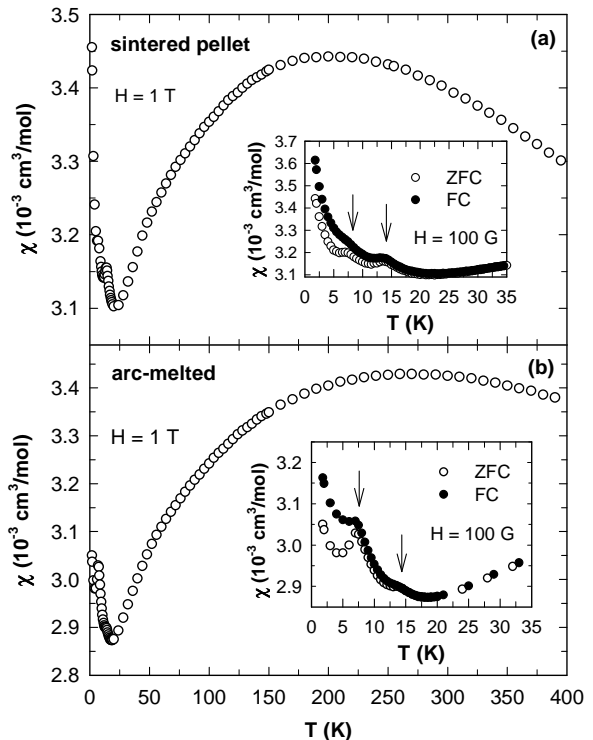 3.5
sintered pellet (a)
H = 1 T
3.4
3.3
3.2
3.1
χ (10⁻³ cm³/mol)
3.7
3.6
3.5
3.4
3.3
3.2
3.1
χ (10⁻³ cm³/mol)
ZFC
FC
H = 100 G
0 5 10 15 20 25 30 35
T (K)
arc-melted (b)
H = 1 T
3.4
3.3
3.2
3.1
3.0
2.9
2.8
χ (10⁻³ cm³/mol)
3.2
3.1
3.0
2.9
χ (10⁻³ cm³/mol)
ZFC
FC
H = 100 G
0 5 10 15 20 25 30 35
T (K)
0 50 100 150 200 250 300 350 400
T (K)